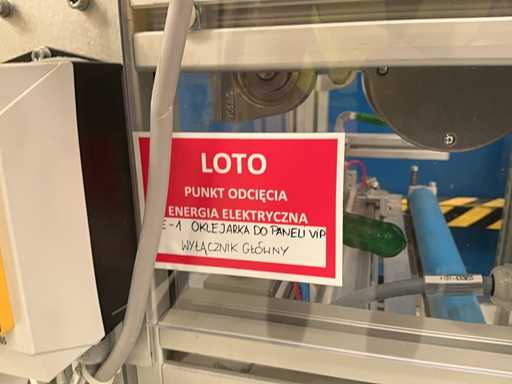 LOTO
PUNKT ODCIĘCIA
ENERGIA ELEKTRYCZNA
E-1 OKLEJARKA DO PANELI VIP
WYŁĄCZNIK GŁÓWNY